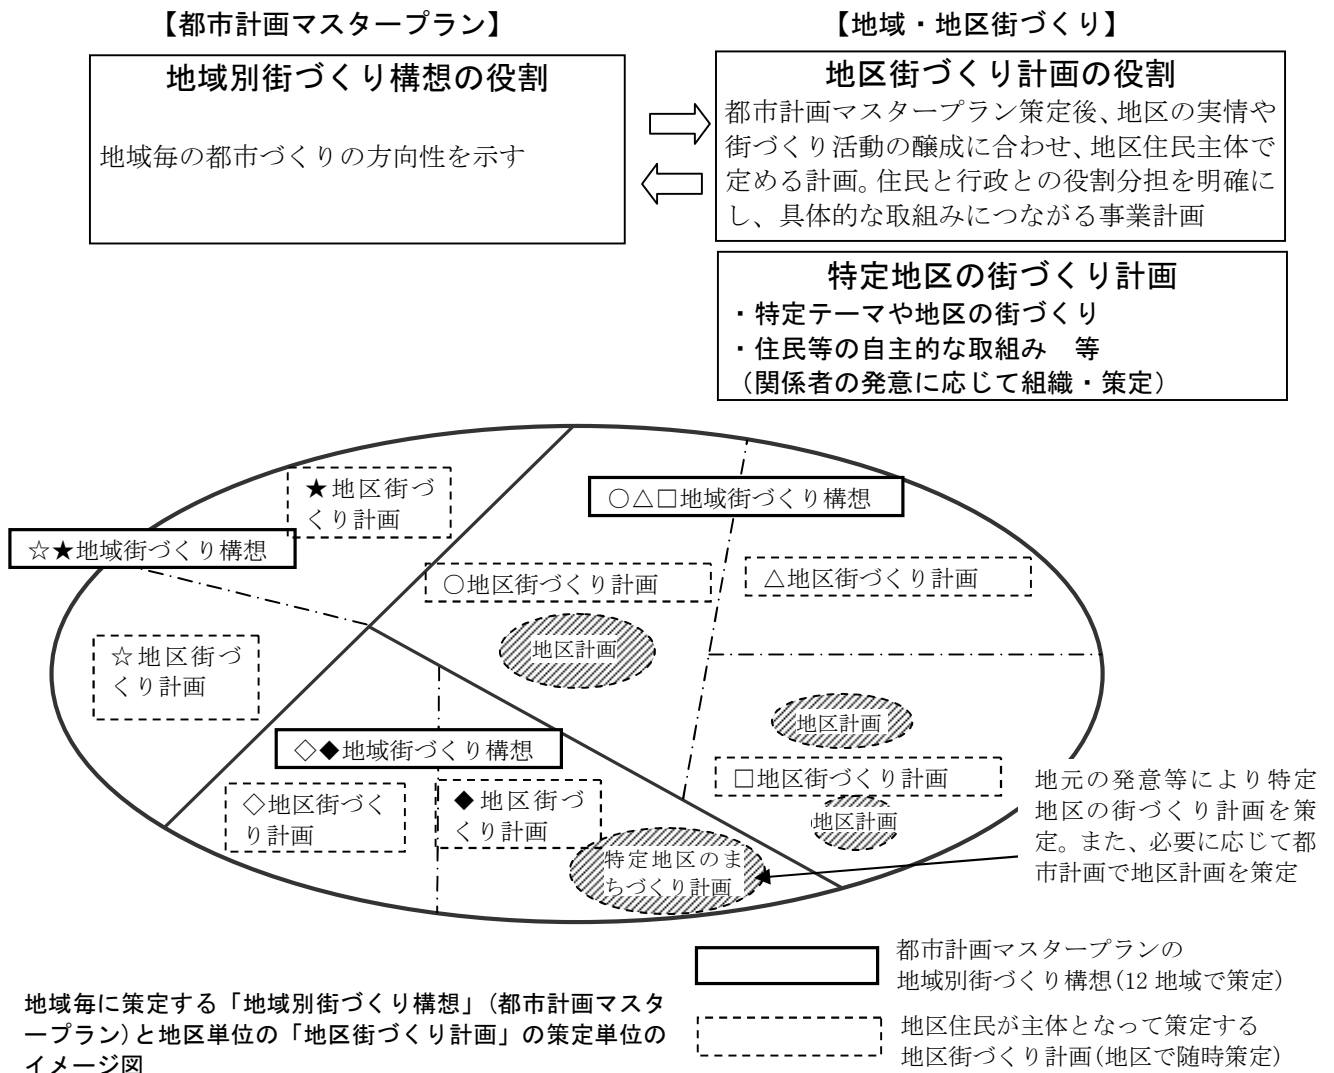 【都市計画マスタープラン】
【地域・地区街づくり】
地域別街づくり構想の役割
地域毎の都市づくりの方向性を示す
地区街づくり計画の役割
都市計画マスタープラン策定後、地区の実情や
街づくり活動の醸成に合わせ、地区住民主体で
定める計画。住民と行政との役割分担を明確に
し、具体的な取組みにつながる事業計画
特定地区の街づくり計画
・特定テーマや地区の街づくり
・住民等の自主的な取組み 等
（関係者の発意に応じて組織・策定）
★地区街づ
くり計画
○△□地域街づくり構想
☆★地域街づくり構想
○地区街づくり計画
△地区街づくり計画
地区計画
☆地区街づ
くり計画
地区計画
◇◆地域街づくり構想
□地区街づくり計画
◇地区街づく
り計画
◆地区街づ
くり計画
地区計画
特定地区のま
ちづくり計画
地元の発意等により特定
地区の街づくり計画を策
定。また、必要に応じて都
市計画で地区計画を策定
都市計画マスタープランの
地域別街づくり構想(12 地域で策定)
地区住民が主体となって策定する
地区街づくり計画(地区で随時策定)
地域毎に策定する「地域別街づくり構想」(都市計画マスタ
ープラン)と地区単位の「地区街づくり計画」の策定単位の
イメージ図